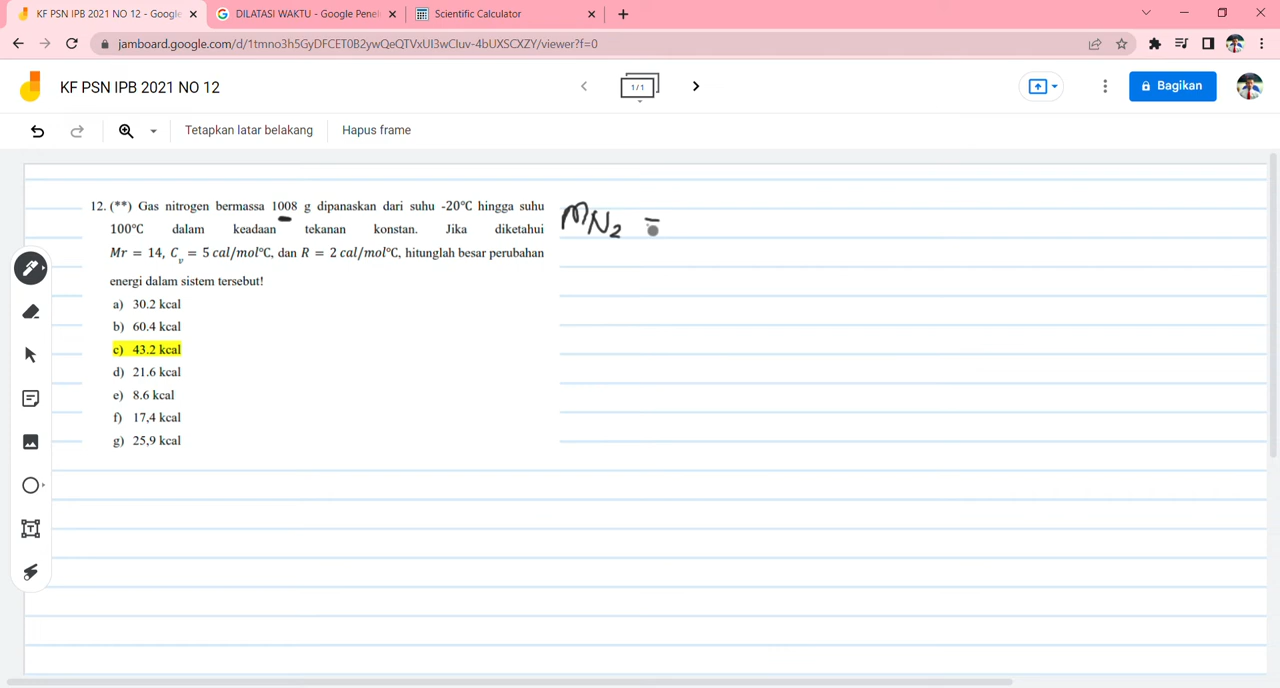 KF PSN IPB 2021 NO 12 - Google
DILATASI WAKTU - Google Penel
Scientific Calculator
jamboard.google.com/d/1tmno3h5GyDFCET0B2ywQeQTVxUI3wCIuv-4bUXSCXZY/viewer?f=0
KF PSN IPB 2021 NO 12
1/1
Bagikan
Tetapkan latar belakang
Hapus frame
12. (**) Gas nitrogen bermassa 1008 g dipanaskan dari suhu -20°C hingga suhu
100°C dalam keadaan tekanan konstan. Jika diketahui
Mr = 14, Cv = 5 cal/mol°C, dan R = 2 cal/mol°C, hitunglah besar perubahan
energi dalam sistem tersebut!
a) 30.2 kcal
b) 60.4 kcal
c) 43.2 kcal
d) 21.6 kcal
e) 8.6 kcal
f) 17,4 kcal
g) 25,9 kcal
mN2 =